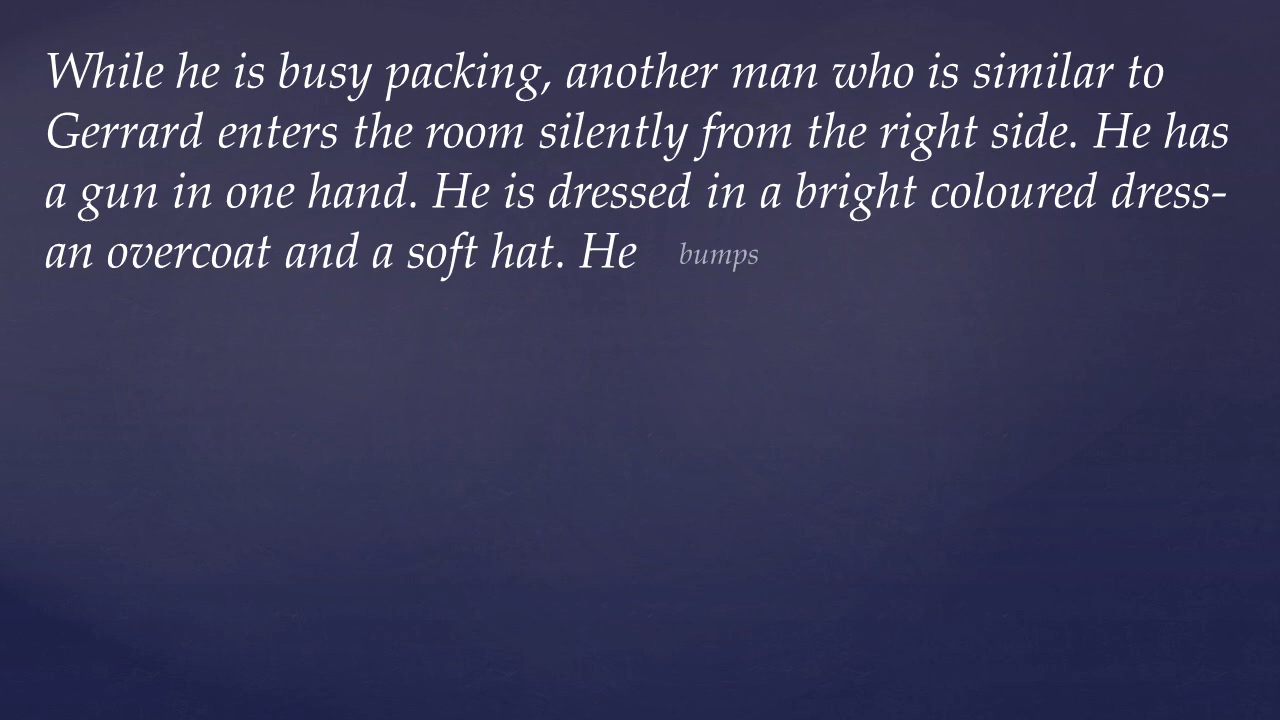 While he is busy packing, another man who is similar to
Gerrard enters the room silently from the right side. He has
a gun in one hand. He is dressed in a bright coloured dress-
an overcoat and a soft hat. He bumps